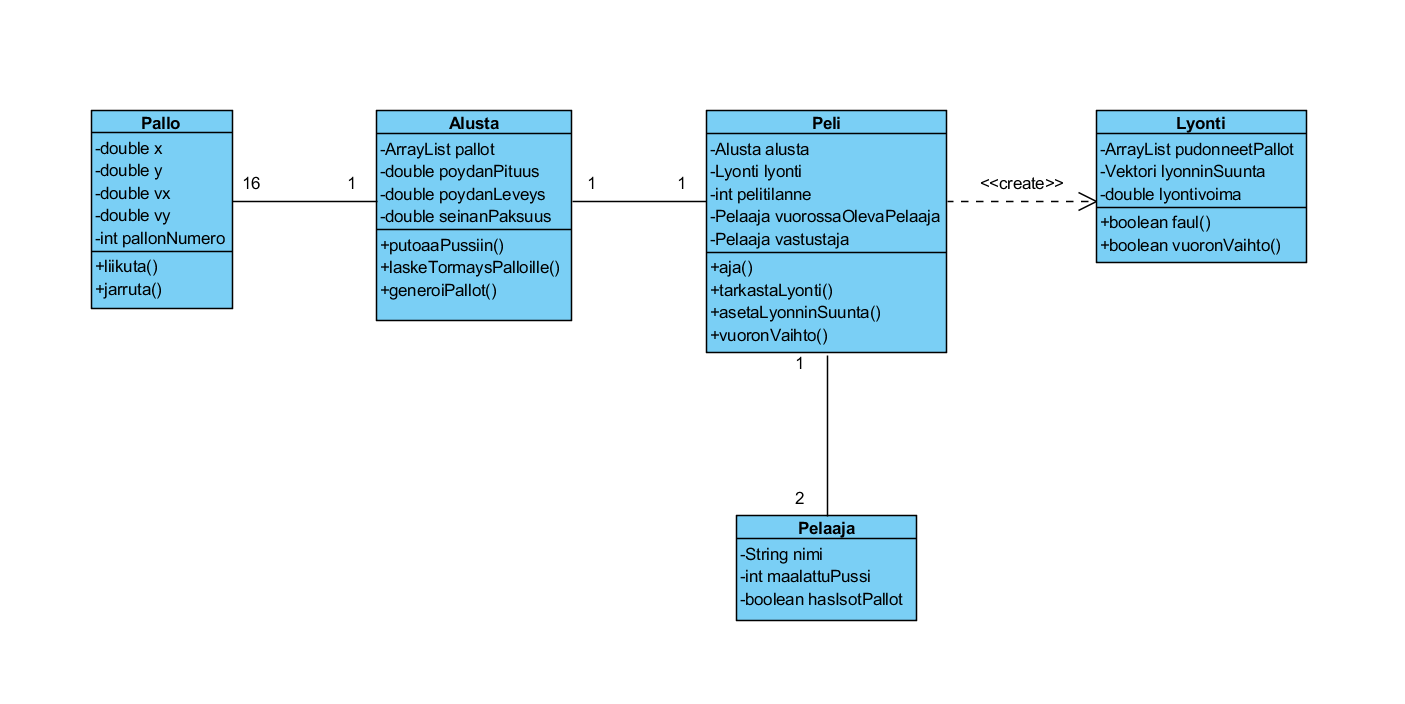 Pallo
-double x
-double y
-double vx
-double vy
-int pallonNumero
+liikuta()
+jarruta()
16
1
Alusta
-ArrayList pallot
-double poydanPituus
-double poydanLeveys
-double seinanPaksuus
+putoaaPussiin()
+laskeTormaysPalloille()
+generoiPallot()
1
1
Peli
-Alusta alusta
-Lyonti lyonti
-int pelitilanne
-Pelaaja vuorossaOlevaPelaaja
-Pelaaja vastustaja
+aja()
+tarkastaLyonti()
+asetaLyonninSuunta()
+vuoronVaihto()
<<create>>
Lyonti
-ArrayList pudonneetPallot
-Vektori lyonninSuunta
-double lyontivoima
+boolean faul()
+boolean vuoronVaihto()
1
2
Pelaaja
-String nimi
-int maalattuPussi
-boolean hasIsotPallot